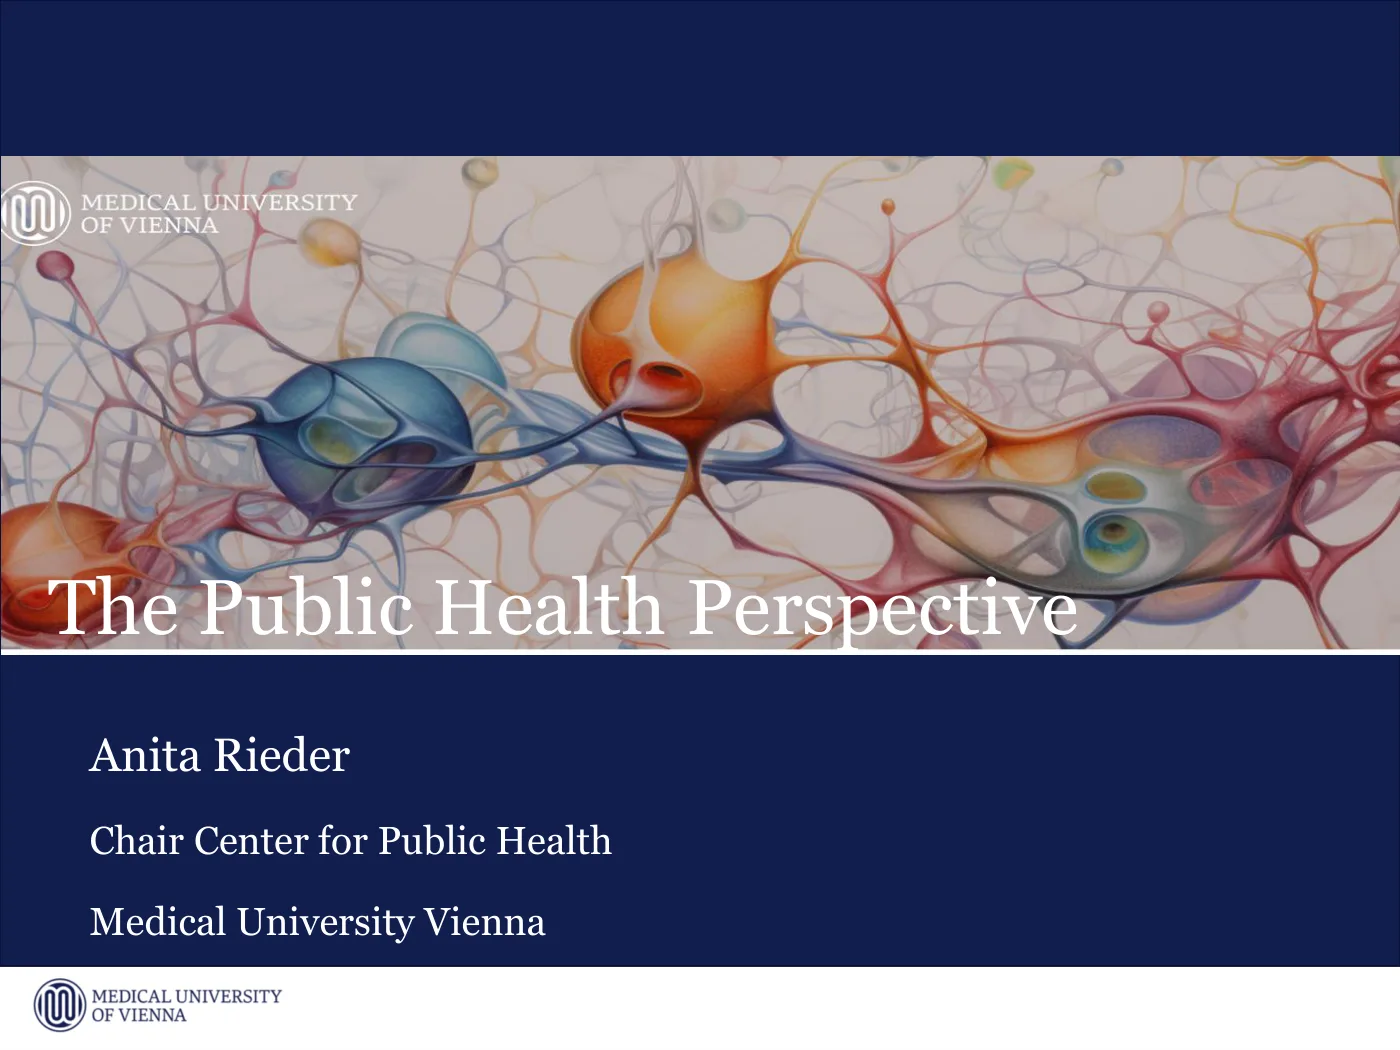 MEDICAL UNIVERSITY
OF VIENNA
The Public Health Perspective
Anita Rieder
Chair Center for Public Health
Medical University Vienna
MEDICAL UNIVERSITY
OF VIENNA